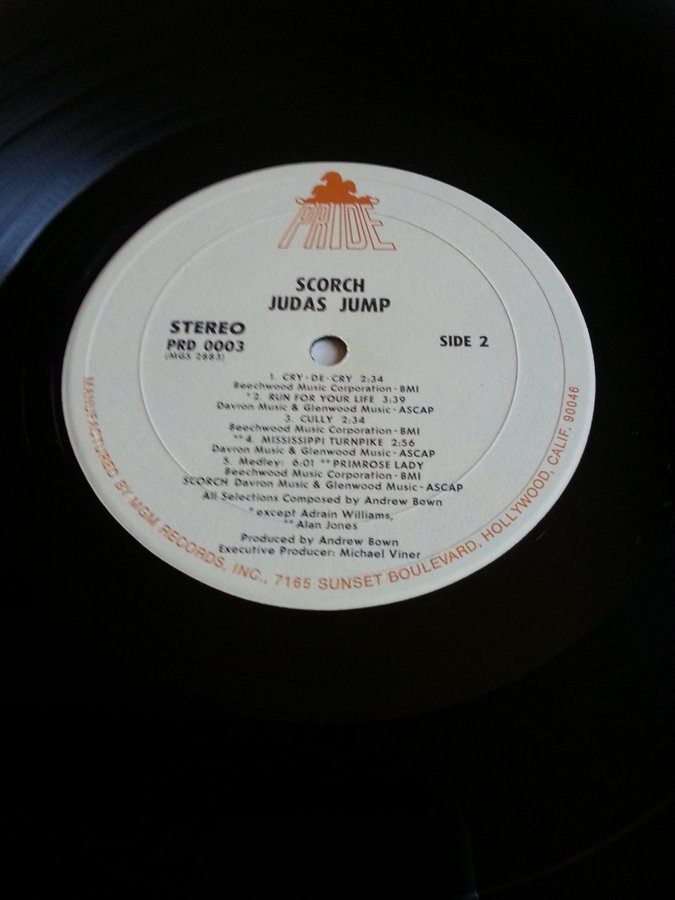 PRIDE
SCORCH
JUDAS JUMP
STEREO
PRD 0003
(MGS 2883)
SIDE 2
1. CRY-DE-CRY 2:34
Beechwood Music Corporation-BMI
*2. RUN FOR YOUR LIFE 3:39
Davron Music & Glenwood Music-ASCAP
3. CULLY 2:34
Beechwood Music Corporation-BMI
**4. MISSISSIPPI TURNPIKE 2:56
Davron Music & Glenwood Music-ASCAP
5. Medley: 6:01 **PRIMROSE LADY
Beechwood Music Corporation-BMI
SCORCH Davron Music & Glenwood Music-ASCAP
All Selections Composed by Andrew Bown
*except Adrain Williams,
**Alan Jones
Produced by Andrew Bown
Executive Producer: Michael Viner
MANUFACTURED BY MGM RECORDS, INC., 7165 SUNSET BOULEVARD, HOLLYWOOD, CALIF. 90046